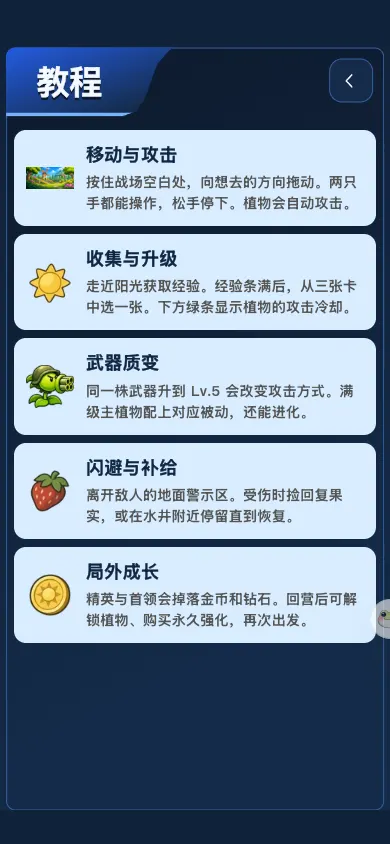 教程
移动与攻击
按住战场空白处，向想去的方向拖动。两只
手都能操作，松手停下。植物会自动攻击。
收集与升级
走近阳光获取经验。经验条满后，从三张卡
中选一张。下方绿条显示植物的攻击冷却。
武器质变
同一株武器升到 Lv.5 会改变攻击方式。满
级主植物配上对应被动，还能进化。
闪避与补给
离开敌人的地面警示区。受伤时捡回复果
实，或在水井附近停留直到恢复。
局外成长
精英与首领会掉落金币和钻石。回营后可解
锁植物、购买永久强化，再次出发。